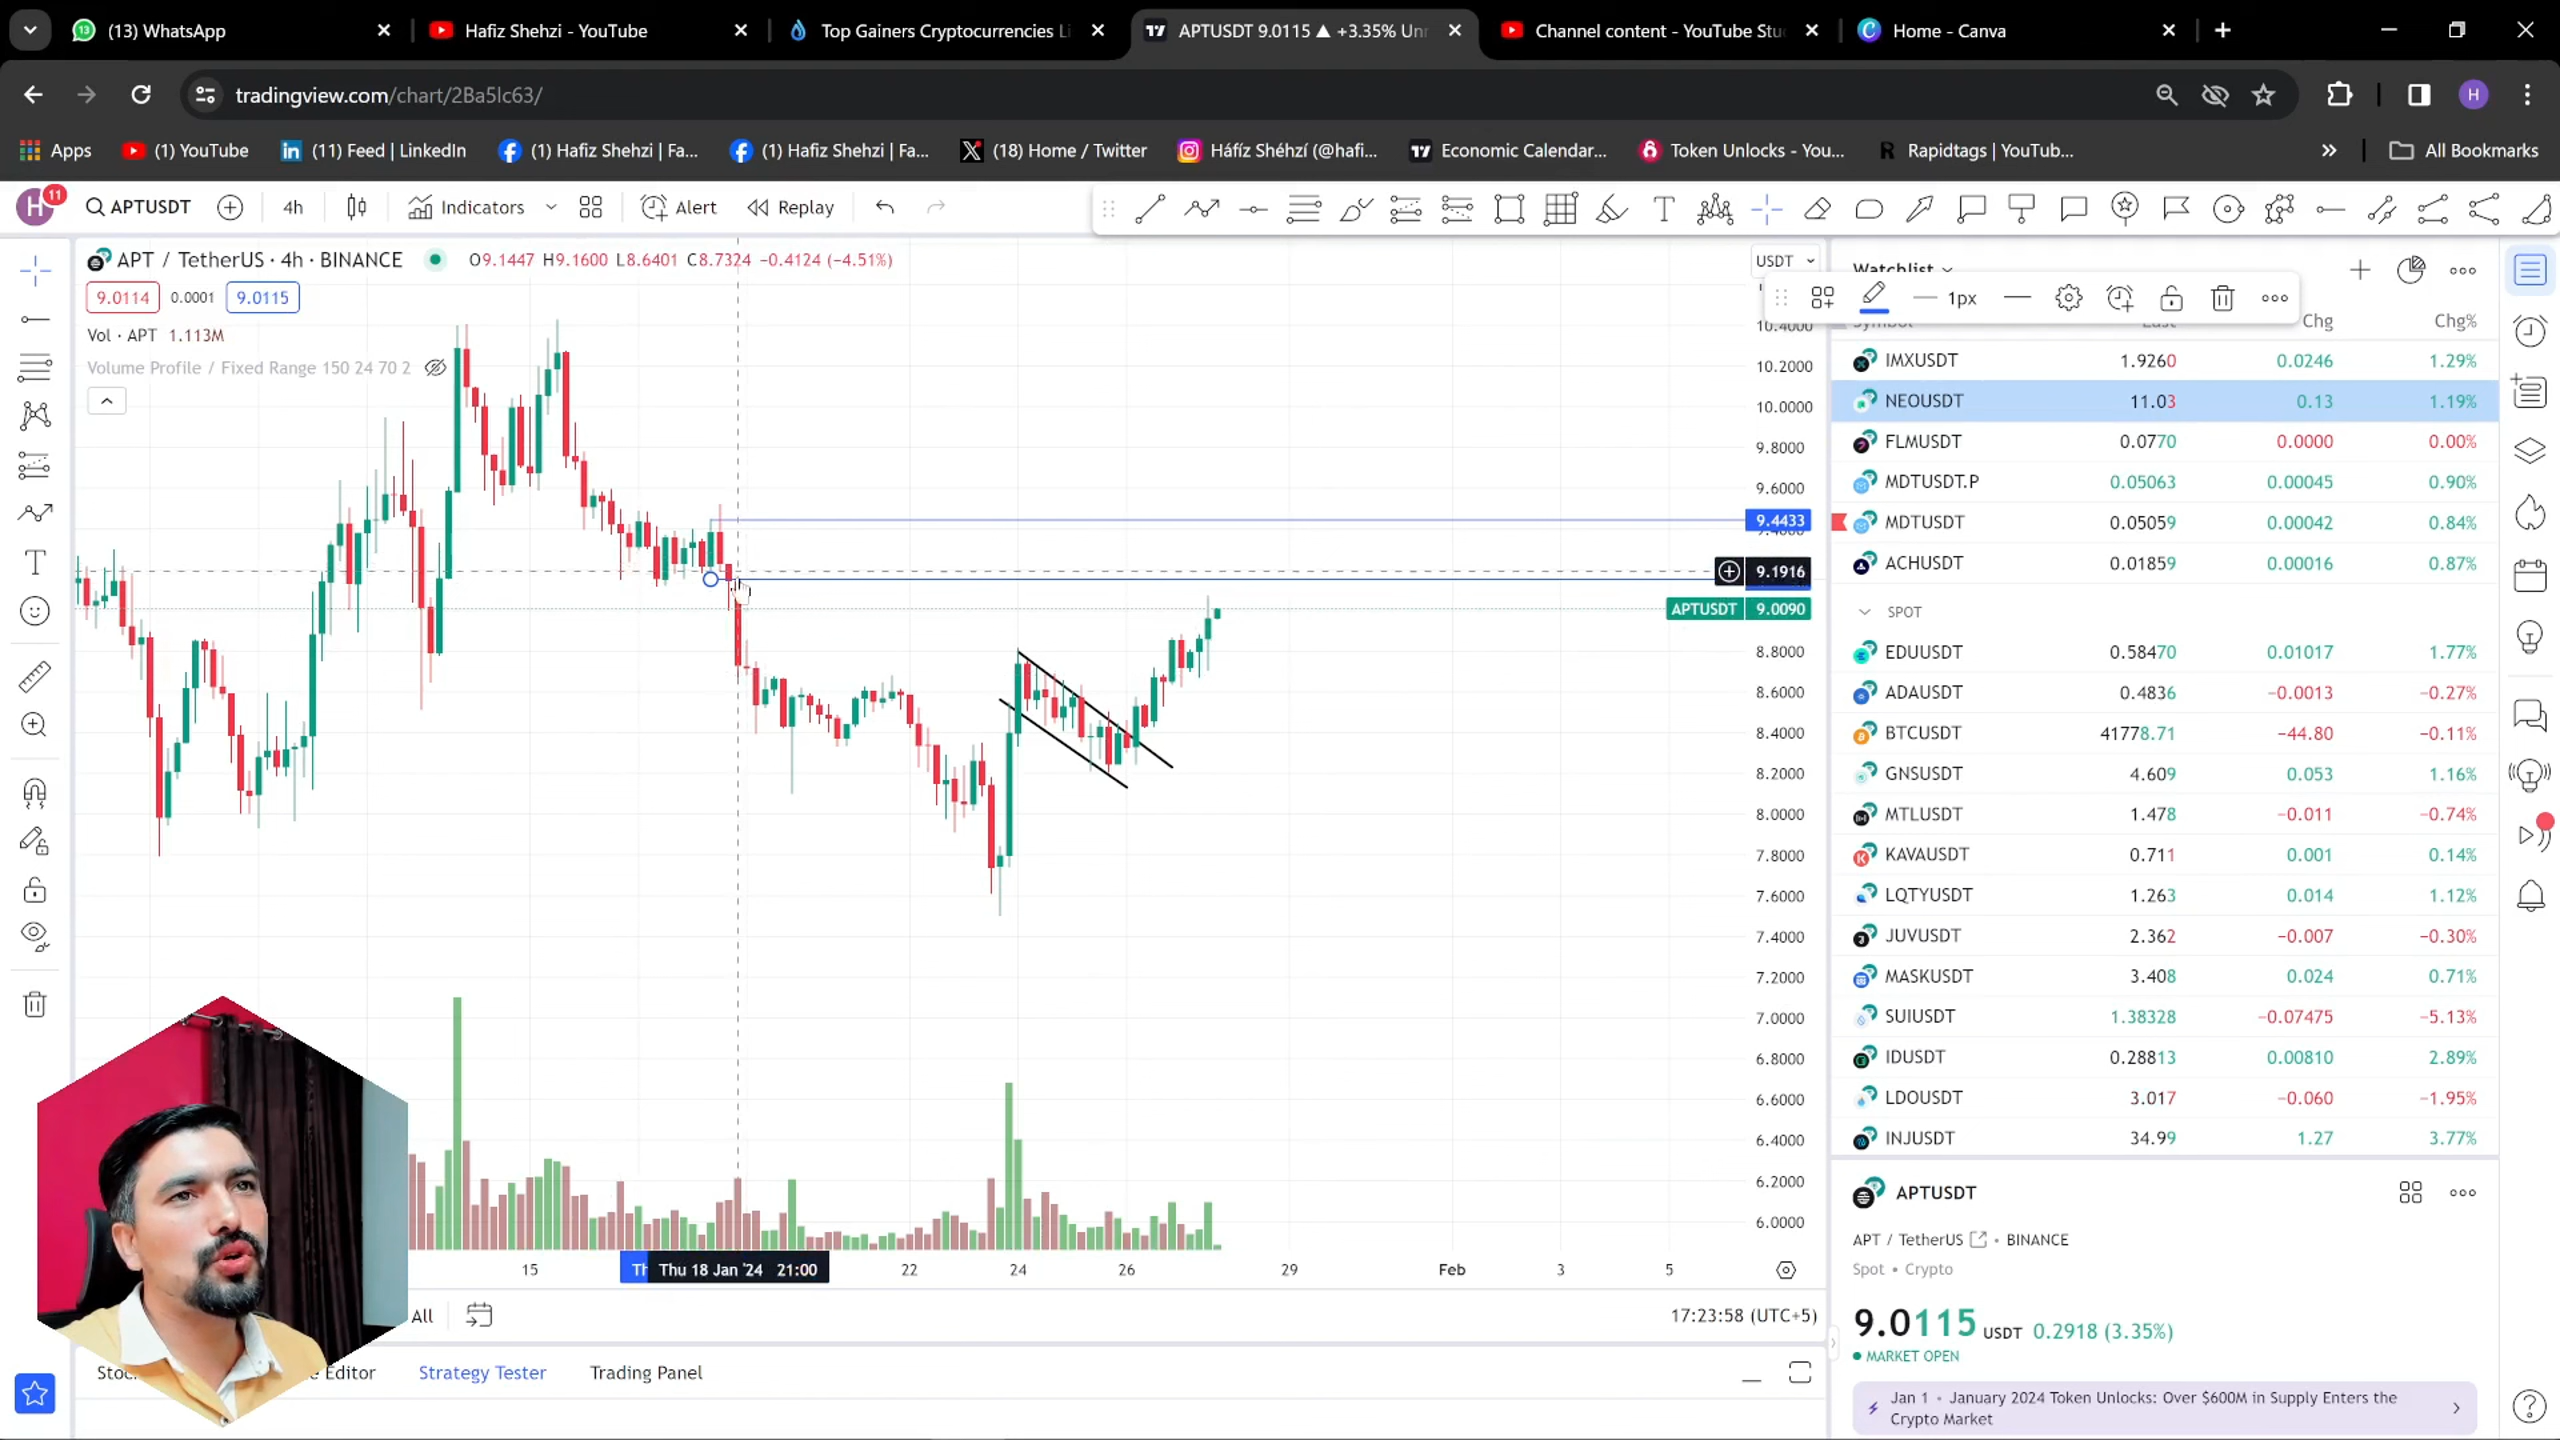 (13) WhatsApp
Hafiz Shehzi - YouTube
Top Gainers Cryptocurrencies Li
APTUSDT 9.0115 ▲ +3.35% Unn
Channel content - YouTube Stu
Home - Canva
tradingview.com/chart/2Ba5lc63/
H
Apps
(1) YouTube
(11) Feed | LinkedIn
(1) Hafiz Shehzi | Fa...
(1) Hafiz Shehzi | Fa...
(18) Home / Twitter
Háfíz Shéhzí (@hafi...
Economic Calendar...
Token Unlocks - You...
Rapidtags | YouTub...
All Bookmarks
H 11
APTUSDT
4h
Indicators
Alert
Replay
APT / TetherUS · 4h · BINANCE
O9.1447 H9.1600 L8.6401 C8.7324 −0.4124 (−4.51%)
9.0114 0.0001 9.0115
Vol · APT 1.113M
Volume Profile / Fixed Range 150 24 70 2
USDT
10.2000
10.0000
9.8000
9.6000
9.4433
9.1916
APTUSDT 9.0090
8.8000
8.6000
8.4000
8.2000
8.0000
7.8000
7.6000
7.4000
7.2000
7.0000
6.8000
6.6000
6.4000
6.2000
6.0000
15
Thu 18 Jan '24 21:00
22
24
26
29
Feb
3
5
All
17:23:58 (UTC+5)
Editor
Strategy Tester
Trading Panel
Watchlist
1px
Chg
Chg%
IMXUSDT 1.9260 0.0246 1.29%
NEOUSDT 11.03 0.13 1.19%
FLMUSDT 0.0770 0.0000 0.00%
MDTUSDT.P 0.05063 0.00045 0.90%
MDTUSDT 0.05059 0.00042 0.84%
ACHUSDT 0.01859 0.00016 0.87%
SPOT
EDUUSDT 0.58470 0.01017 1.77%
ADAUSDT 0.4836 −0.0013 −0.27%
BTCUSDT 41778.71 −44.80 −0.11%
GNSUSDT 4.609 0.053 1.16%
MTLUSDT 1.478 −0.011 −0.74%
KAVAUSDT 0.711 0.001 0.14%
LQTYUSDT 1.263 0.014 1.12%
JUVUSDT 2.362 −0.007 −0.30%
MASKUSDT 3.408 0.024 0.71%
SUIUSDT 1.38328 −0.07475 −5.13%
IDUSDT 0.28813 0.00810 2.89%
LDOUSDT 3.017 −0.060 −1.95%
INJUSDT 34.99 1.27 3.77%
APTUSDT
APT / TetherUS • BINANCE
Spot • Crypto
9.0115 USDT 0.2918 (3.35%)
MARKET OPEN
Jan 1 • January 2024 Token Unlocks: Over $600M in Supply Enters the
Crypto Market